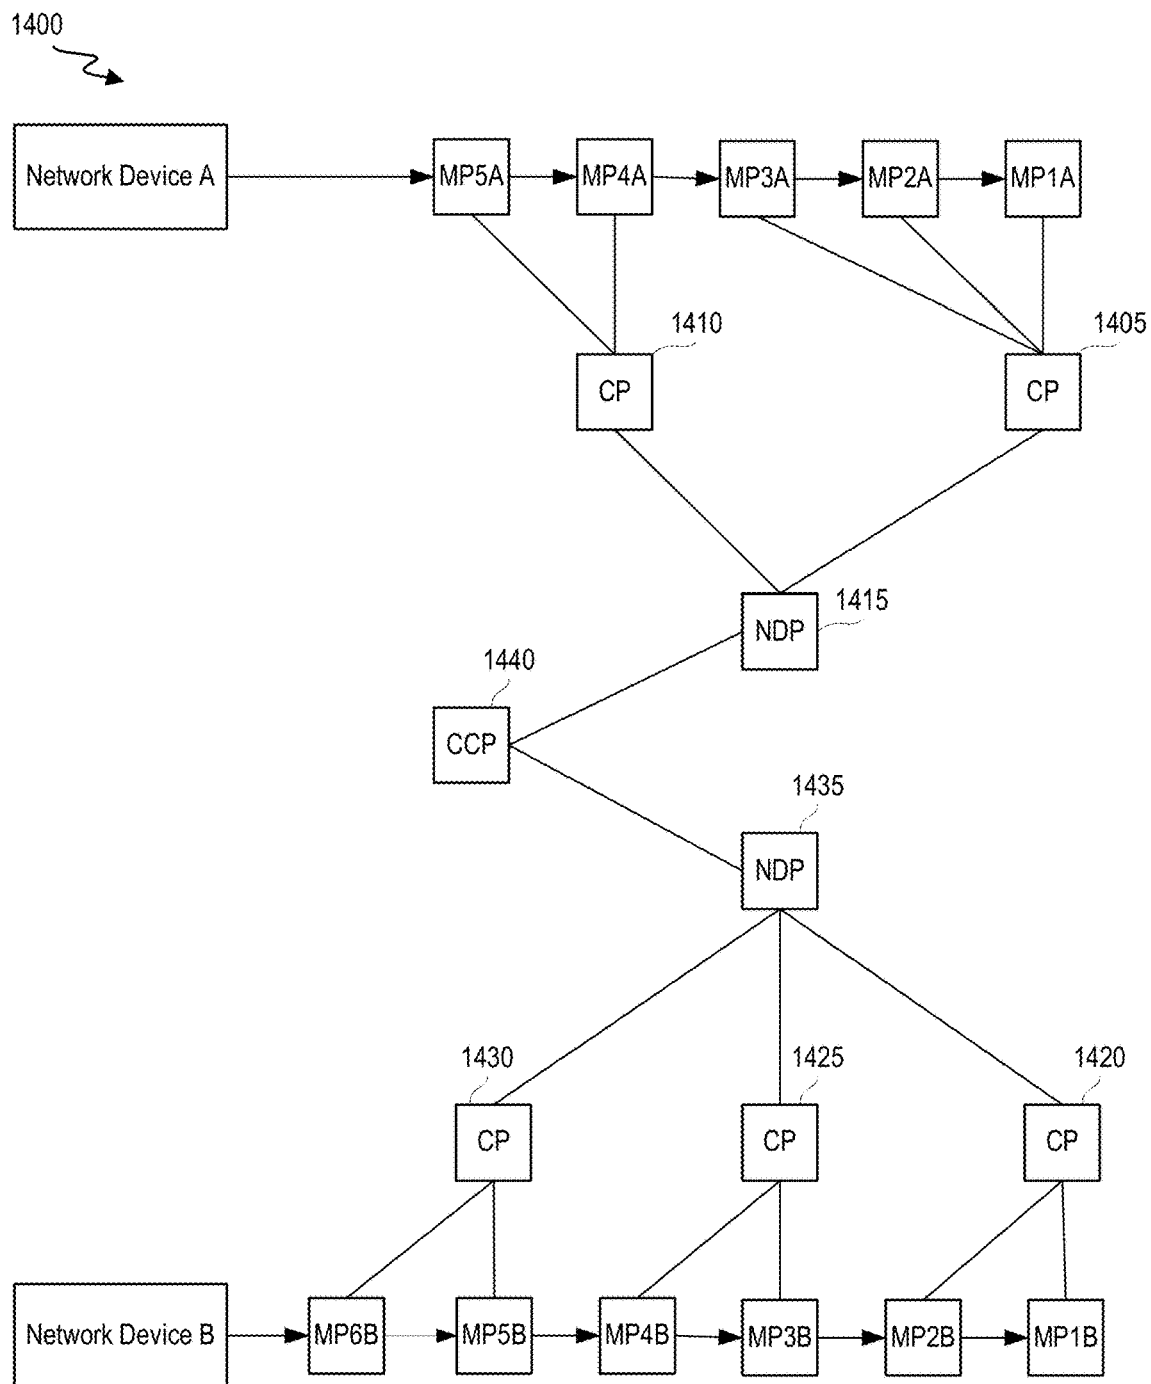 1400
Network Device A
MP5A
MP4A
MP3A
MP2A
MP1A
1410
1405
CP
CP
1415
NDP
1440
CCP
1435
NDP
1430
1425
1420
CP
CP
CP
Network Device B
MP6B
MP5B
MP4B
MP3B
MP2B
MP1B